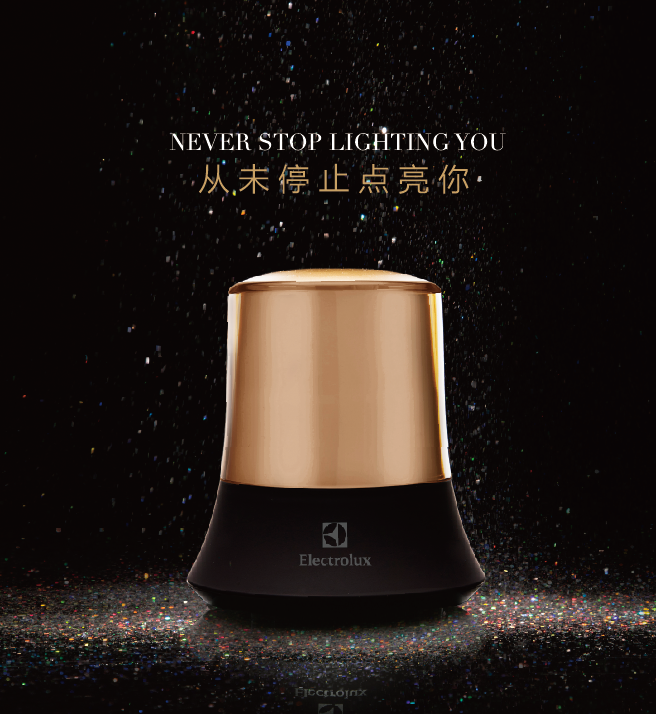 NEVER STOP LIGHTING YOU
从未停止点亮你
Electrolux